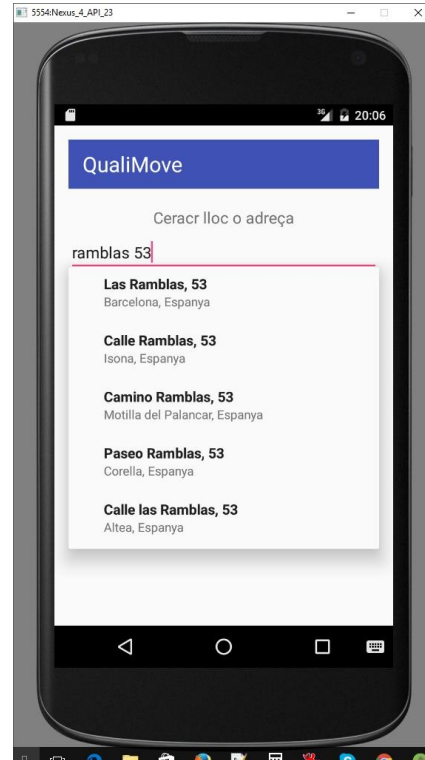 5554:Nexus_4_API_23
3G 20:06
QualiMove
Ceracr lloc o adreça
ramblas 53
Las Ramblas, 53
Barcelona, Espanya
Calle Ramblas, 53
Isona, Espanya
Camino Ramblas, 53
Motilla del Palancar, Espanya
Paseo Ramblas, 53
Corella, Espanya
Calle las Ramblas, 53
Altea, Espanya